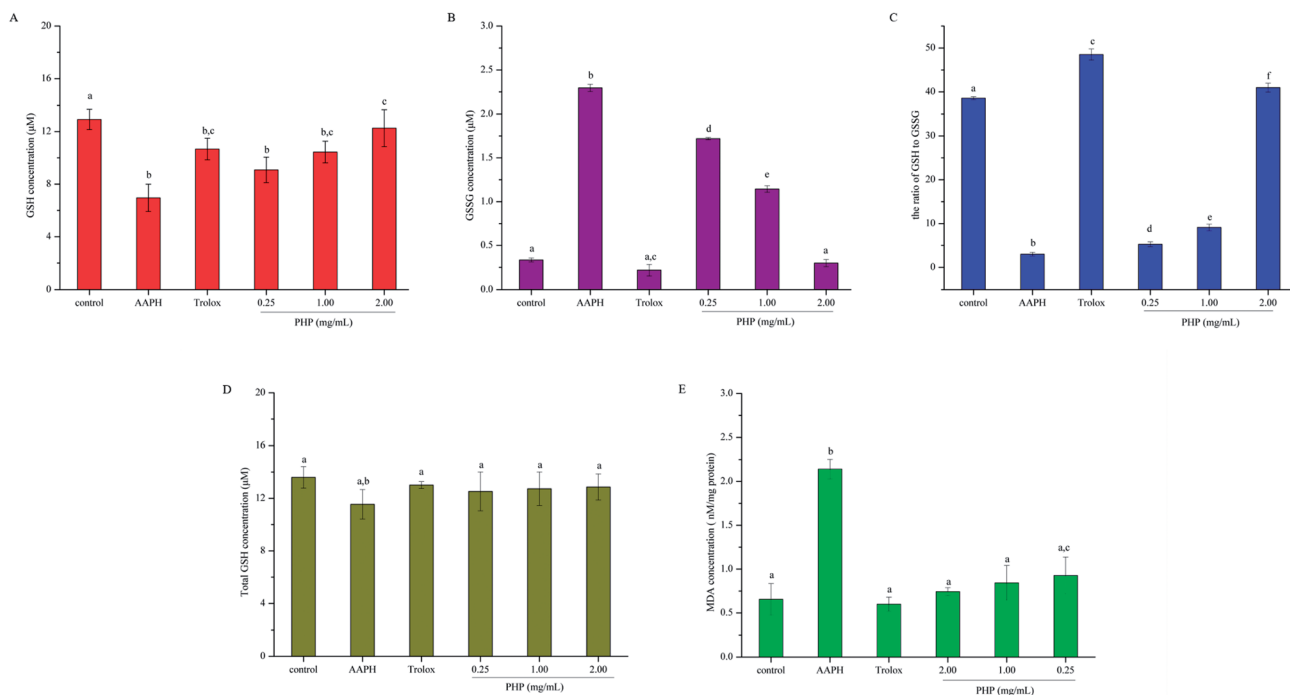 A
GSH concentration (μM)
20
16
12
8
4
0
a
b
b,c
b
b,c
c
control
AAPH
Trolox
0.25
1.00
2.00
PHP (mg/mL)
B
GSSG concentration (μM)
3.0
2.5
2.0
1.5
1.0
0.5
0.0
a
b
a,c
d
e
a
control
AAPH
Trolox
0.25
1.00
2.00
PHP (mg/mL)
C
the ratio of GSH to GSSG
50
40
30
20
10
0
a
b
c
d
e
f
control
AAPH
Trolox
0.25
1.00
2.00
PHP (mg/mL)
D
Total GSH concentration (μM)
20
16
12
8
4
0
a
a,b
a
a
a
a
control
AAPH
Trolox
0.25
1.00
2.00
PHP (mg/mL)
E
MDA concentration ( nM/mg protein)
3.0
2.5
2.0
1.5
1.0
0.5
0.0
a
b
a
a
a
a,c
control
AAPH
Trolox
2.00
1.00
0.25
PHP (mg/mL)